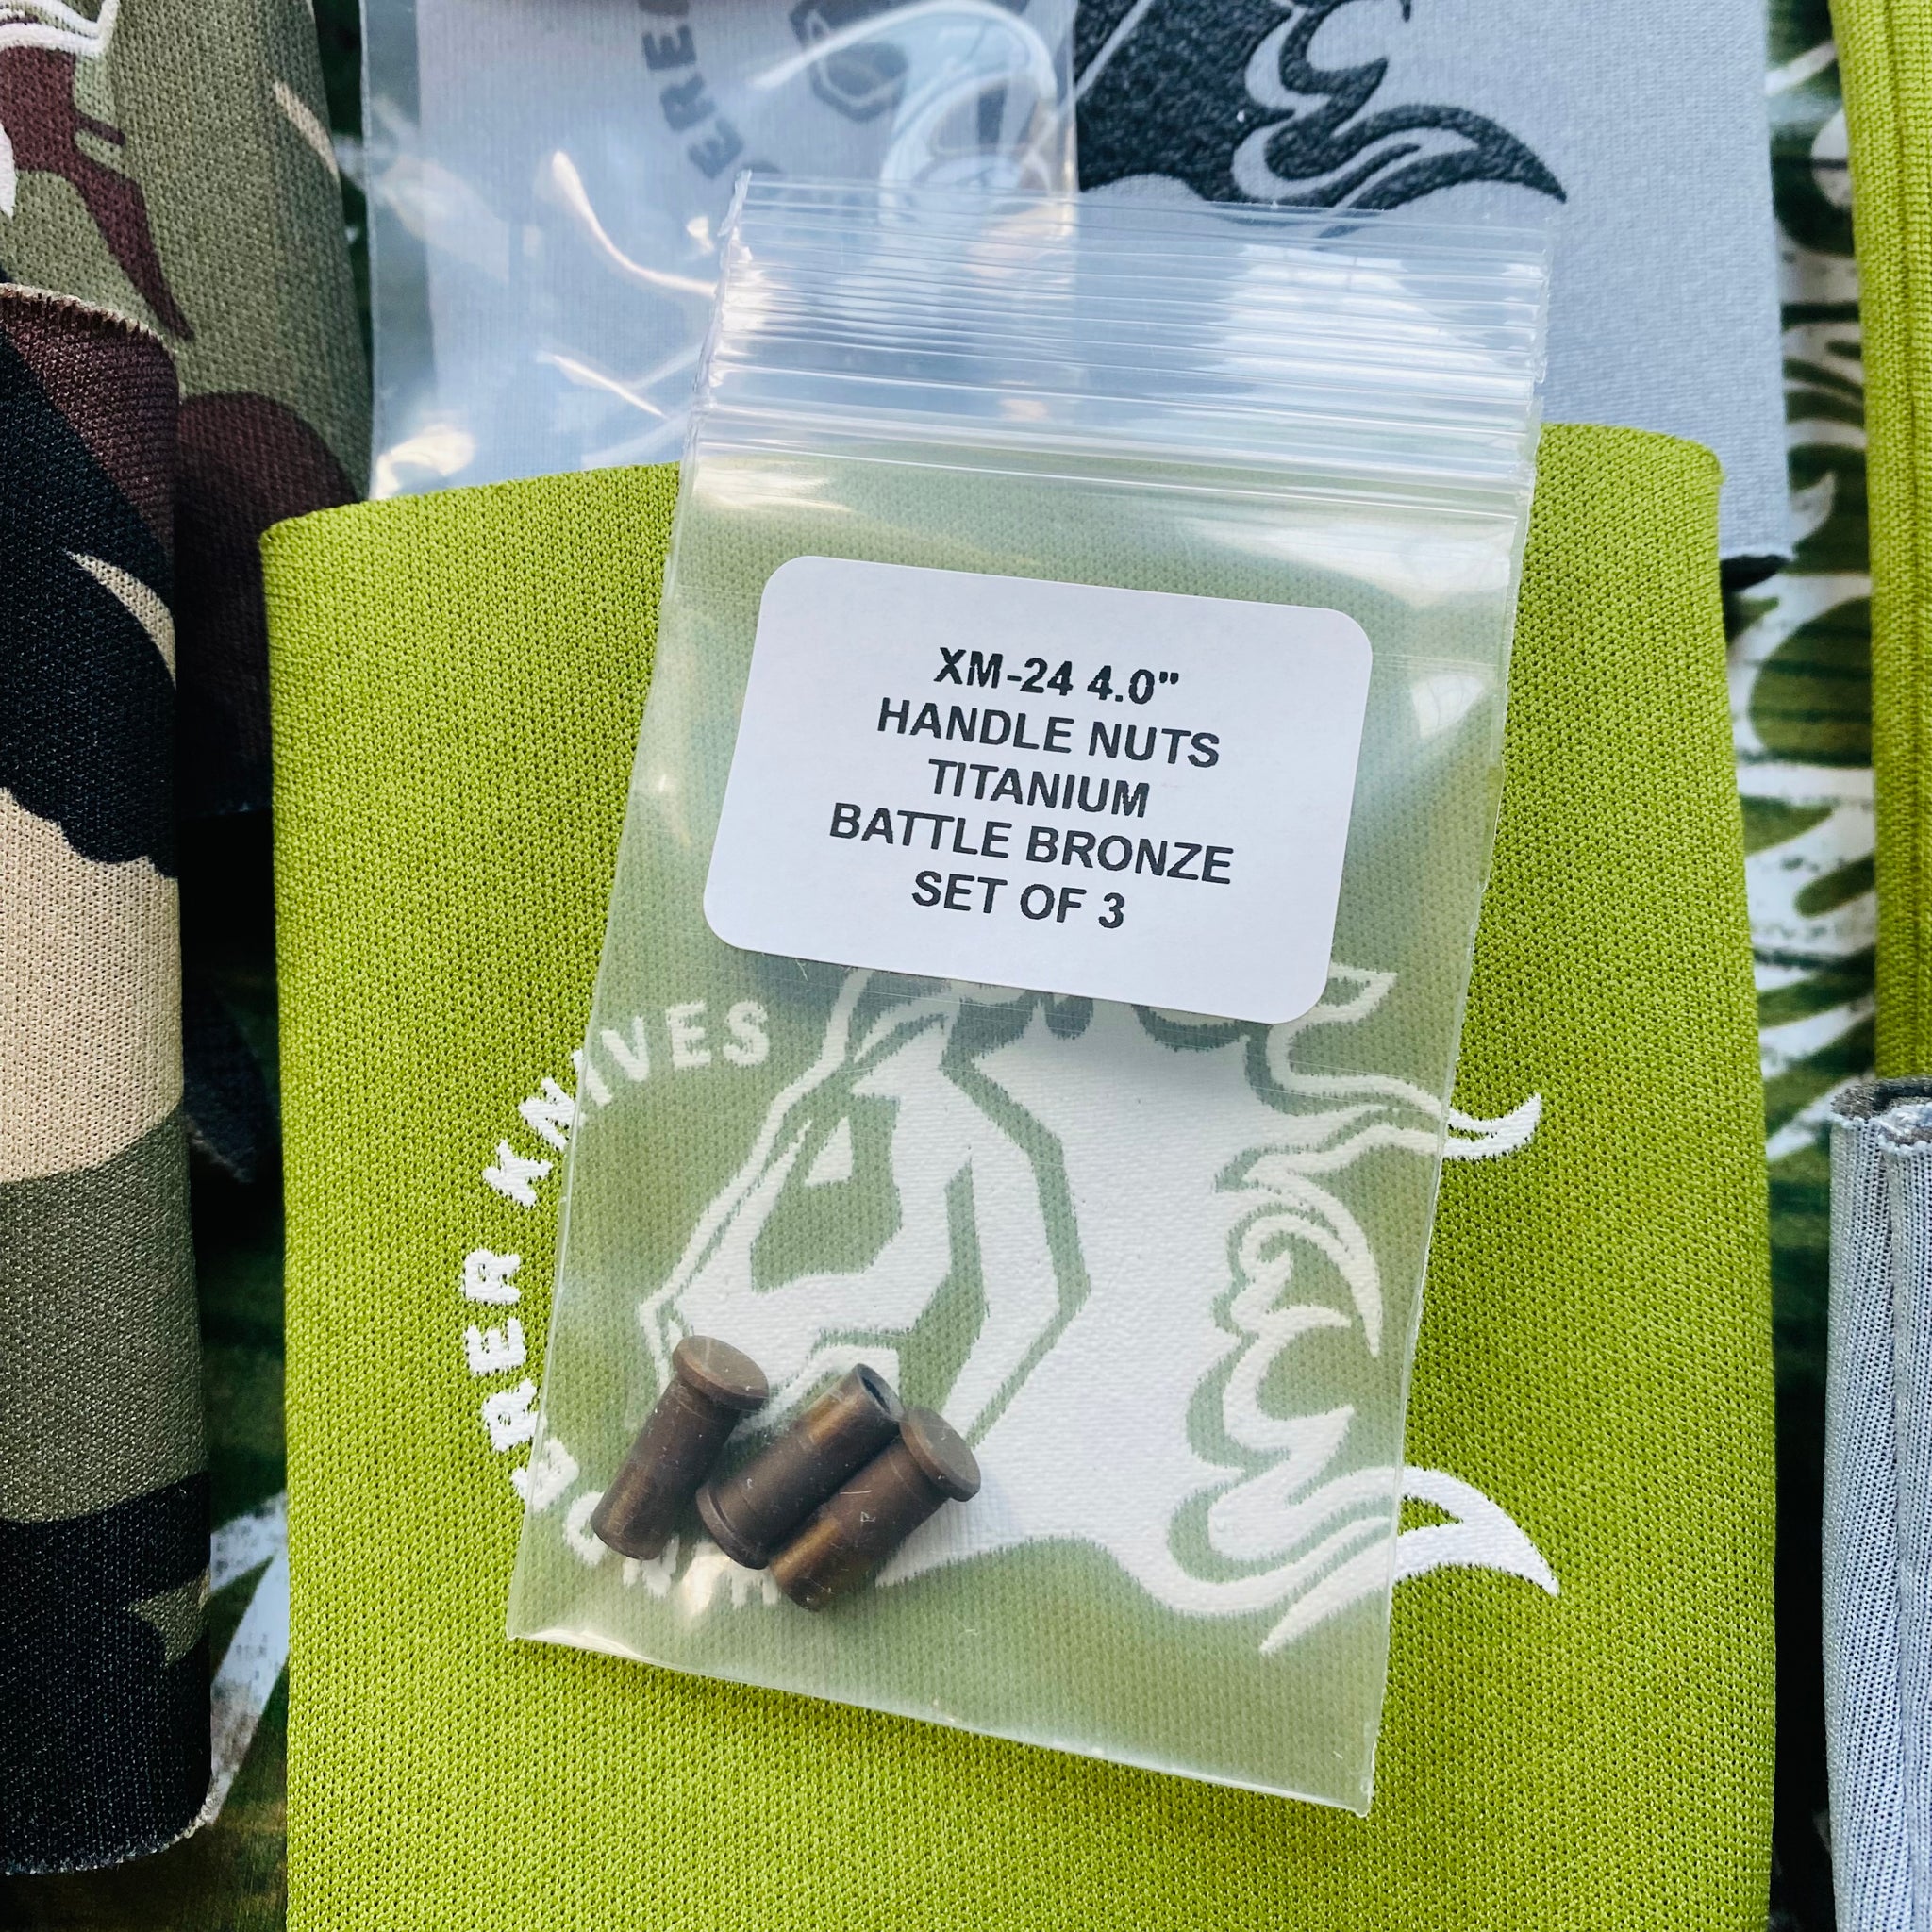 XM-24 4.0"
HANDLE NUTS
TITANIUM
BATTLE BRONZE
SET OF 3
KNIVES